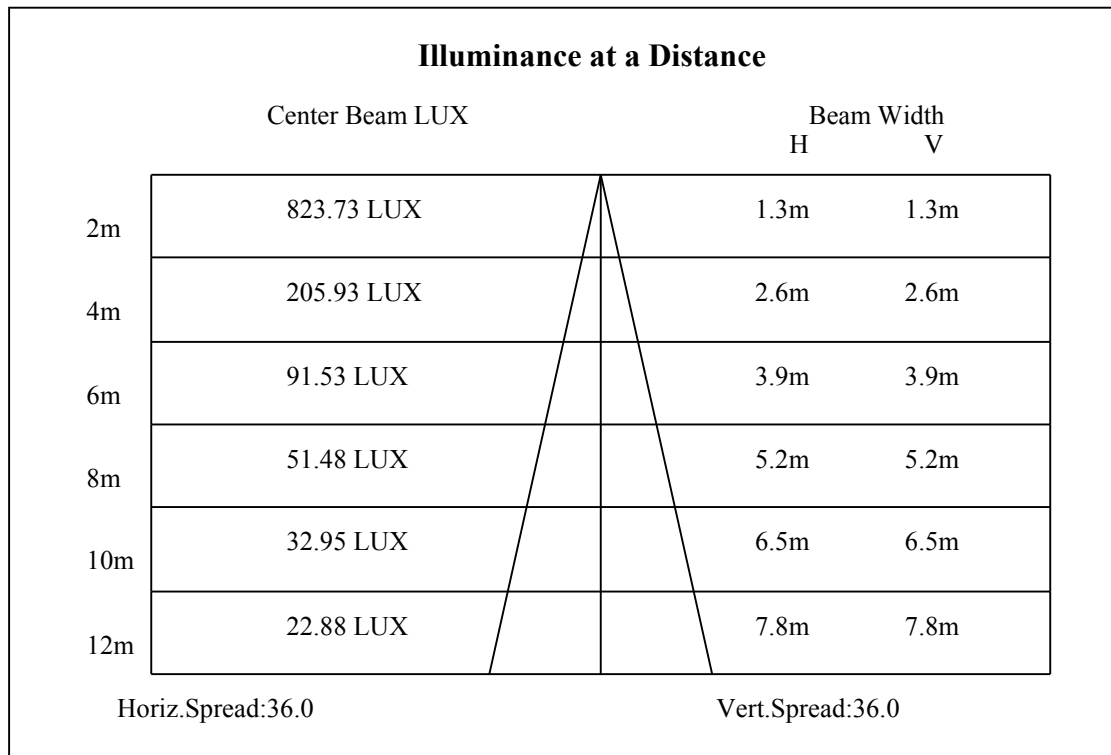 Illuminance at a Distance
Center Beam LUX Beam Width
H V
2m 823.73 LUX 1.3m 1.3m
4m 205.93 LUX 2.6m 2.6m
6m 91.53 LUX 3.9m 3.9m
8m 51.48 LUX 5.2m 5.2m
10m 32.95 LUX 6.5m 6.5m
12m 22.88 LUX 7.8m 7.8m
Horiz.Spread:36.0 Vert.Spread:36.0